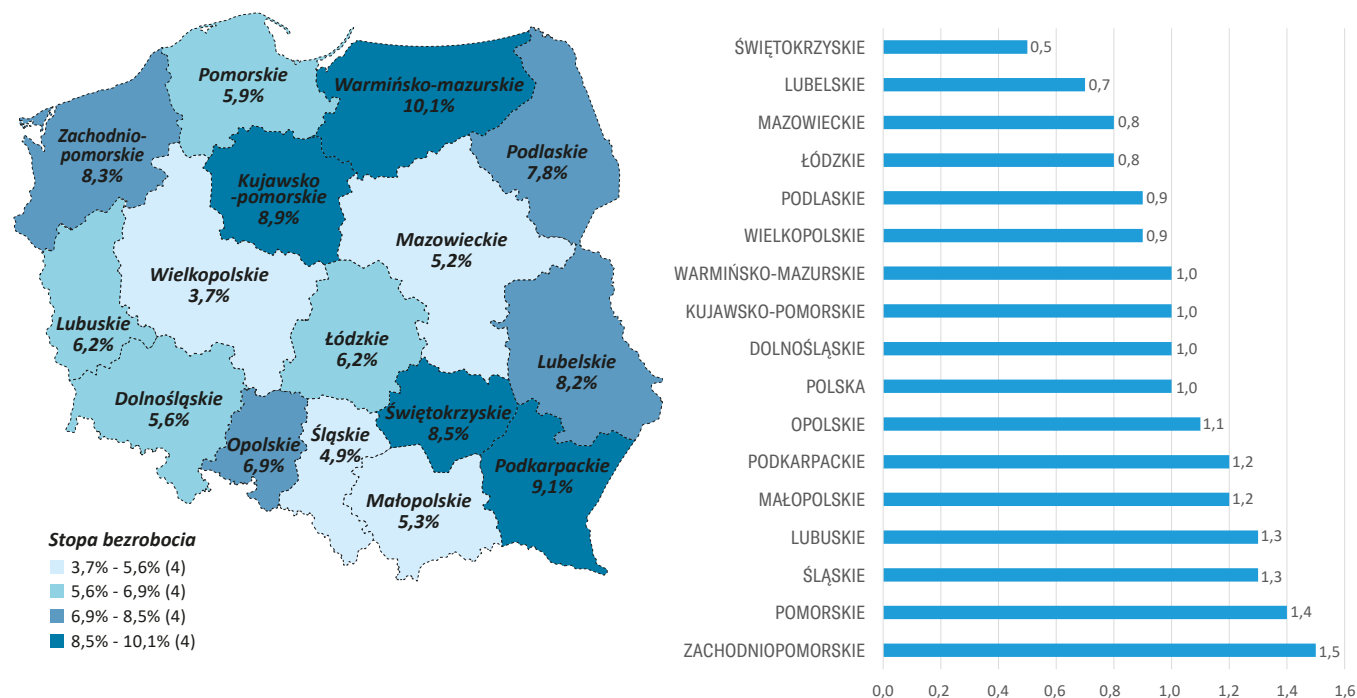 Pomorskie
5,9%
Warmińsko-mazurskie
10,1%
Zachodnio-
pomorskie
8,3%
Podlaskie
7,8%
Kujawsko
-pomorskie
8,9%
Mazowieckie
5,2%
Wielkopolskie
3,7%
Lubuskie
6,2%
Łódzkie
6,2%
Lubelskie
8,2%
Dolnośląskie
5,6%
Świętokrzyskie
8,5%
Opolskie
6,9%
Śląskie
4,9%
Podkarpackie
9,1%
Małopolskie
5,3%
Stopa bezrobocia
3,7% - 5,6% (4)
5,6% - 6,9% (4)
6,9% - 8,5% (4)
8,5% - 10,1% (4)
ŚWIĘTOKRZYSKIE 0,5
LUBELSKIE 0,7
MAZOWIECKIE 0,8
ŁÓDZKIE 0,8
PODLASKIE 0,9
WIELKOPOLSKIE 0,9
WARMIŃSKO-MAZURSKIE 1,0
KUJAWSKO-POMORSKIE 1,0
DOLNOŚLĄSKIE 1,0
POLSKA 1,0
OPOLSKIE 1,1
PODKARPACKIE 1,2
MAŁOPOLSKIE 1,2
LUBUSKIE 1,3
ŚLĄSKIE 1,3
POMORSKIE 1,4
ZACHODNIOPOMORSKIE 1,5
0,0 0,2 0,4 0,6 0,8 1,0 1,2 1,4 1,6